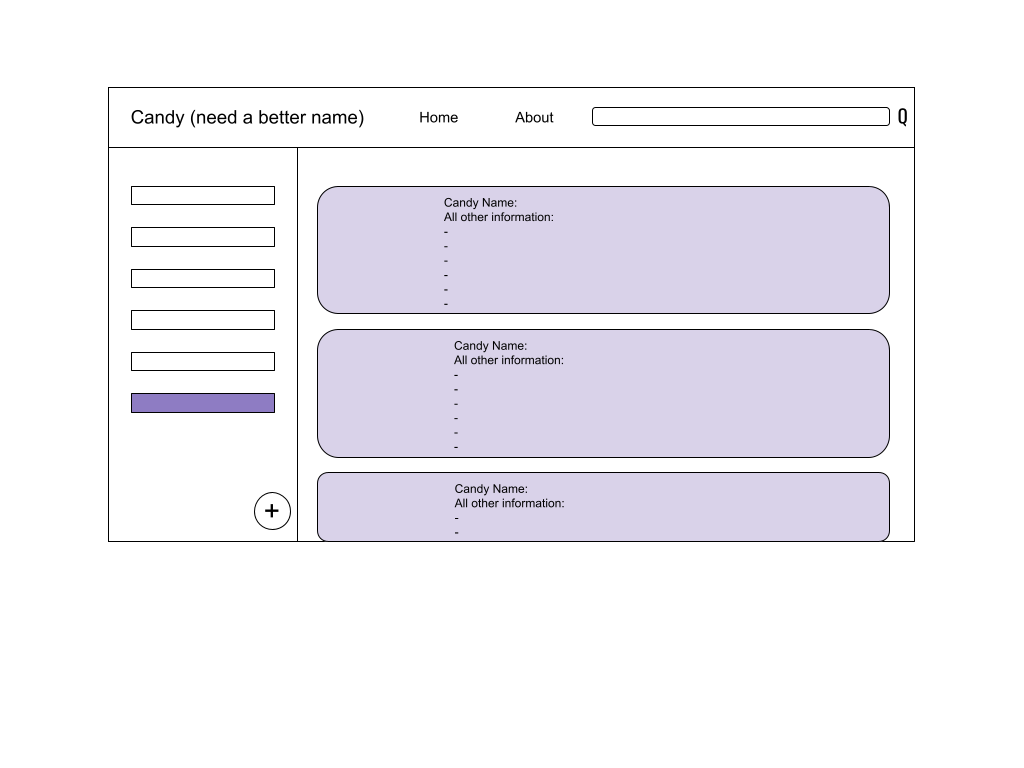 Candy (need a better name)
Home
About
Q
Candy Name:
All other information:
-
-
-
-
-
-
Candy Name:
All other information:
-
-
-
-
-
-
Candy Name:
All other information:
-
-
+